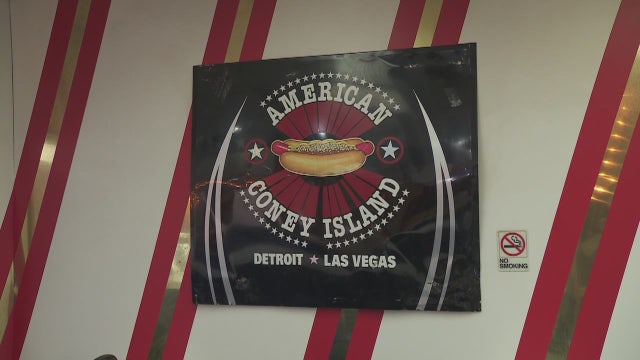 AMERICAN
CONEY ISLAND
DETROIT ★ LAS VEGAS
NO
SMOKING